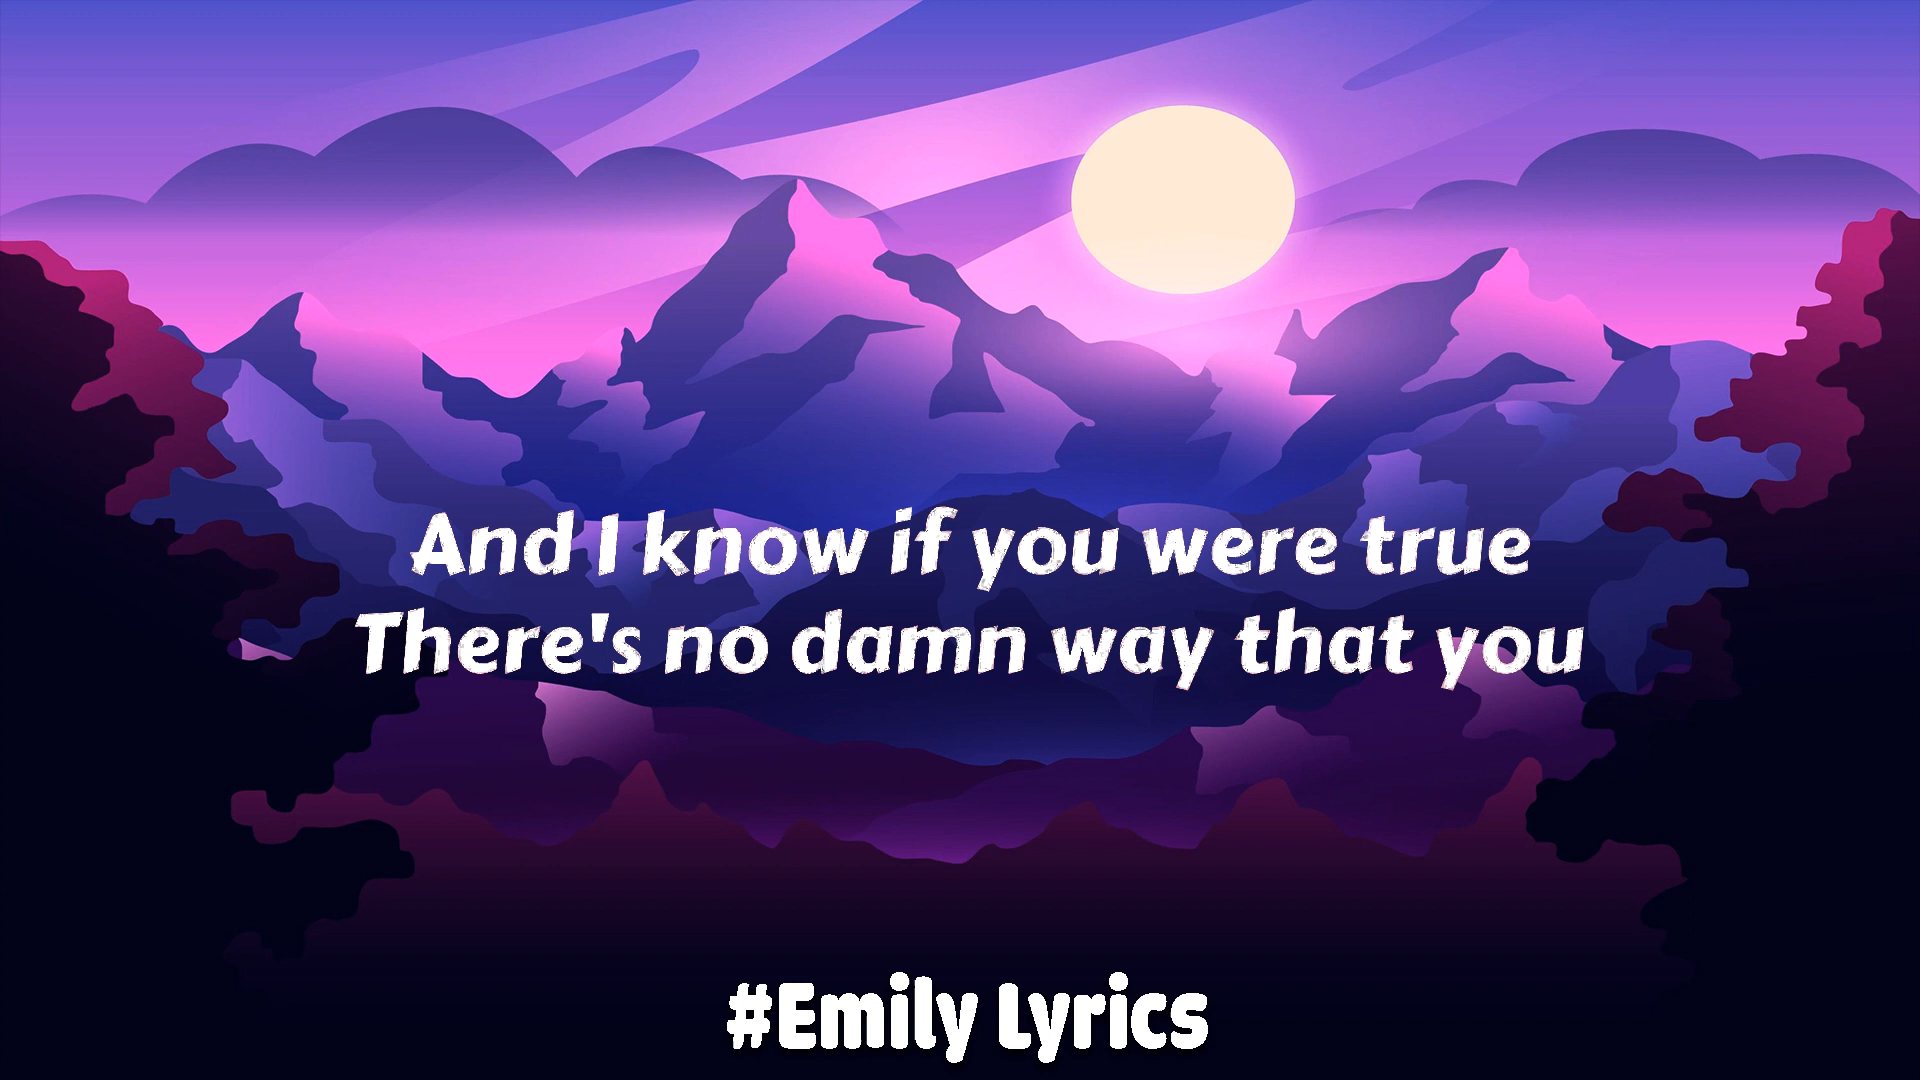 And I know if you were true
There's no damn way that you
#Emily Lyrics